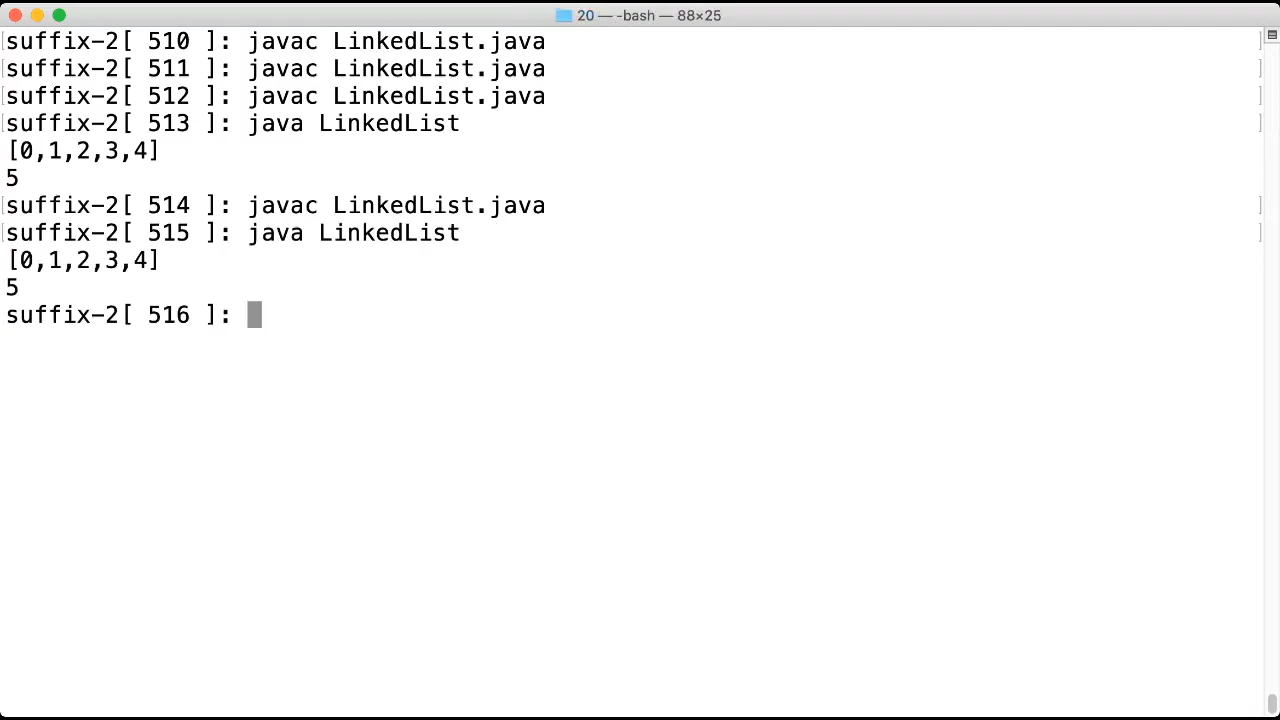 20 — -bash — 88×25
suffix-2[ 510 ]: javac LinkedList.java
suffix-2[ 511 ]: javac LinkedList.java
suffix-2[ 512 ]: javac LinkedList.java
suffix-2[ 513 ]: java LinkedList
[0,1,2,3,4]
5
suffix-2[ 514 ]: javac LinkedList.java
suffix-2[ 515 ]: java LinkedList
[0,1,2,3,4]
5
suffix-2[ 516 ]: